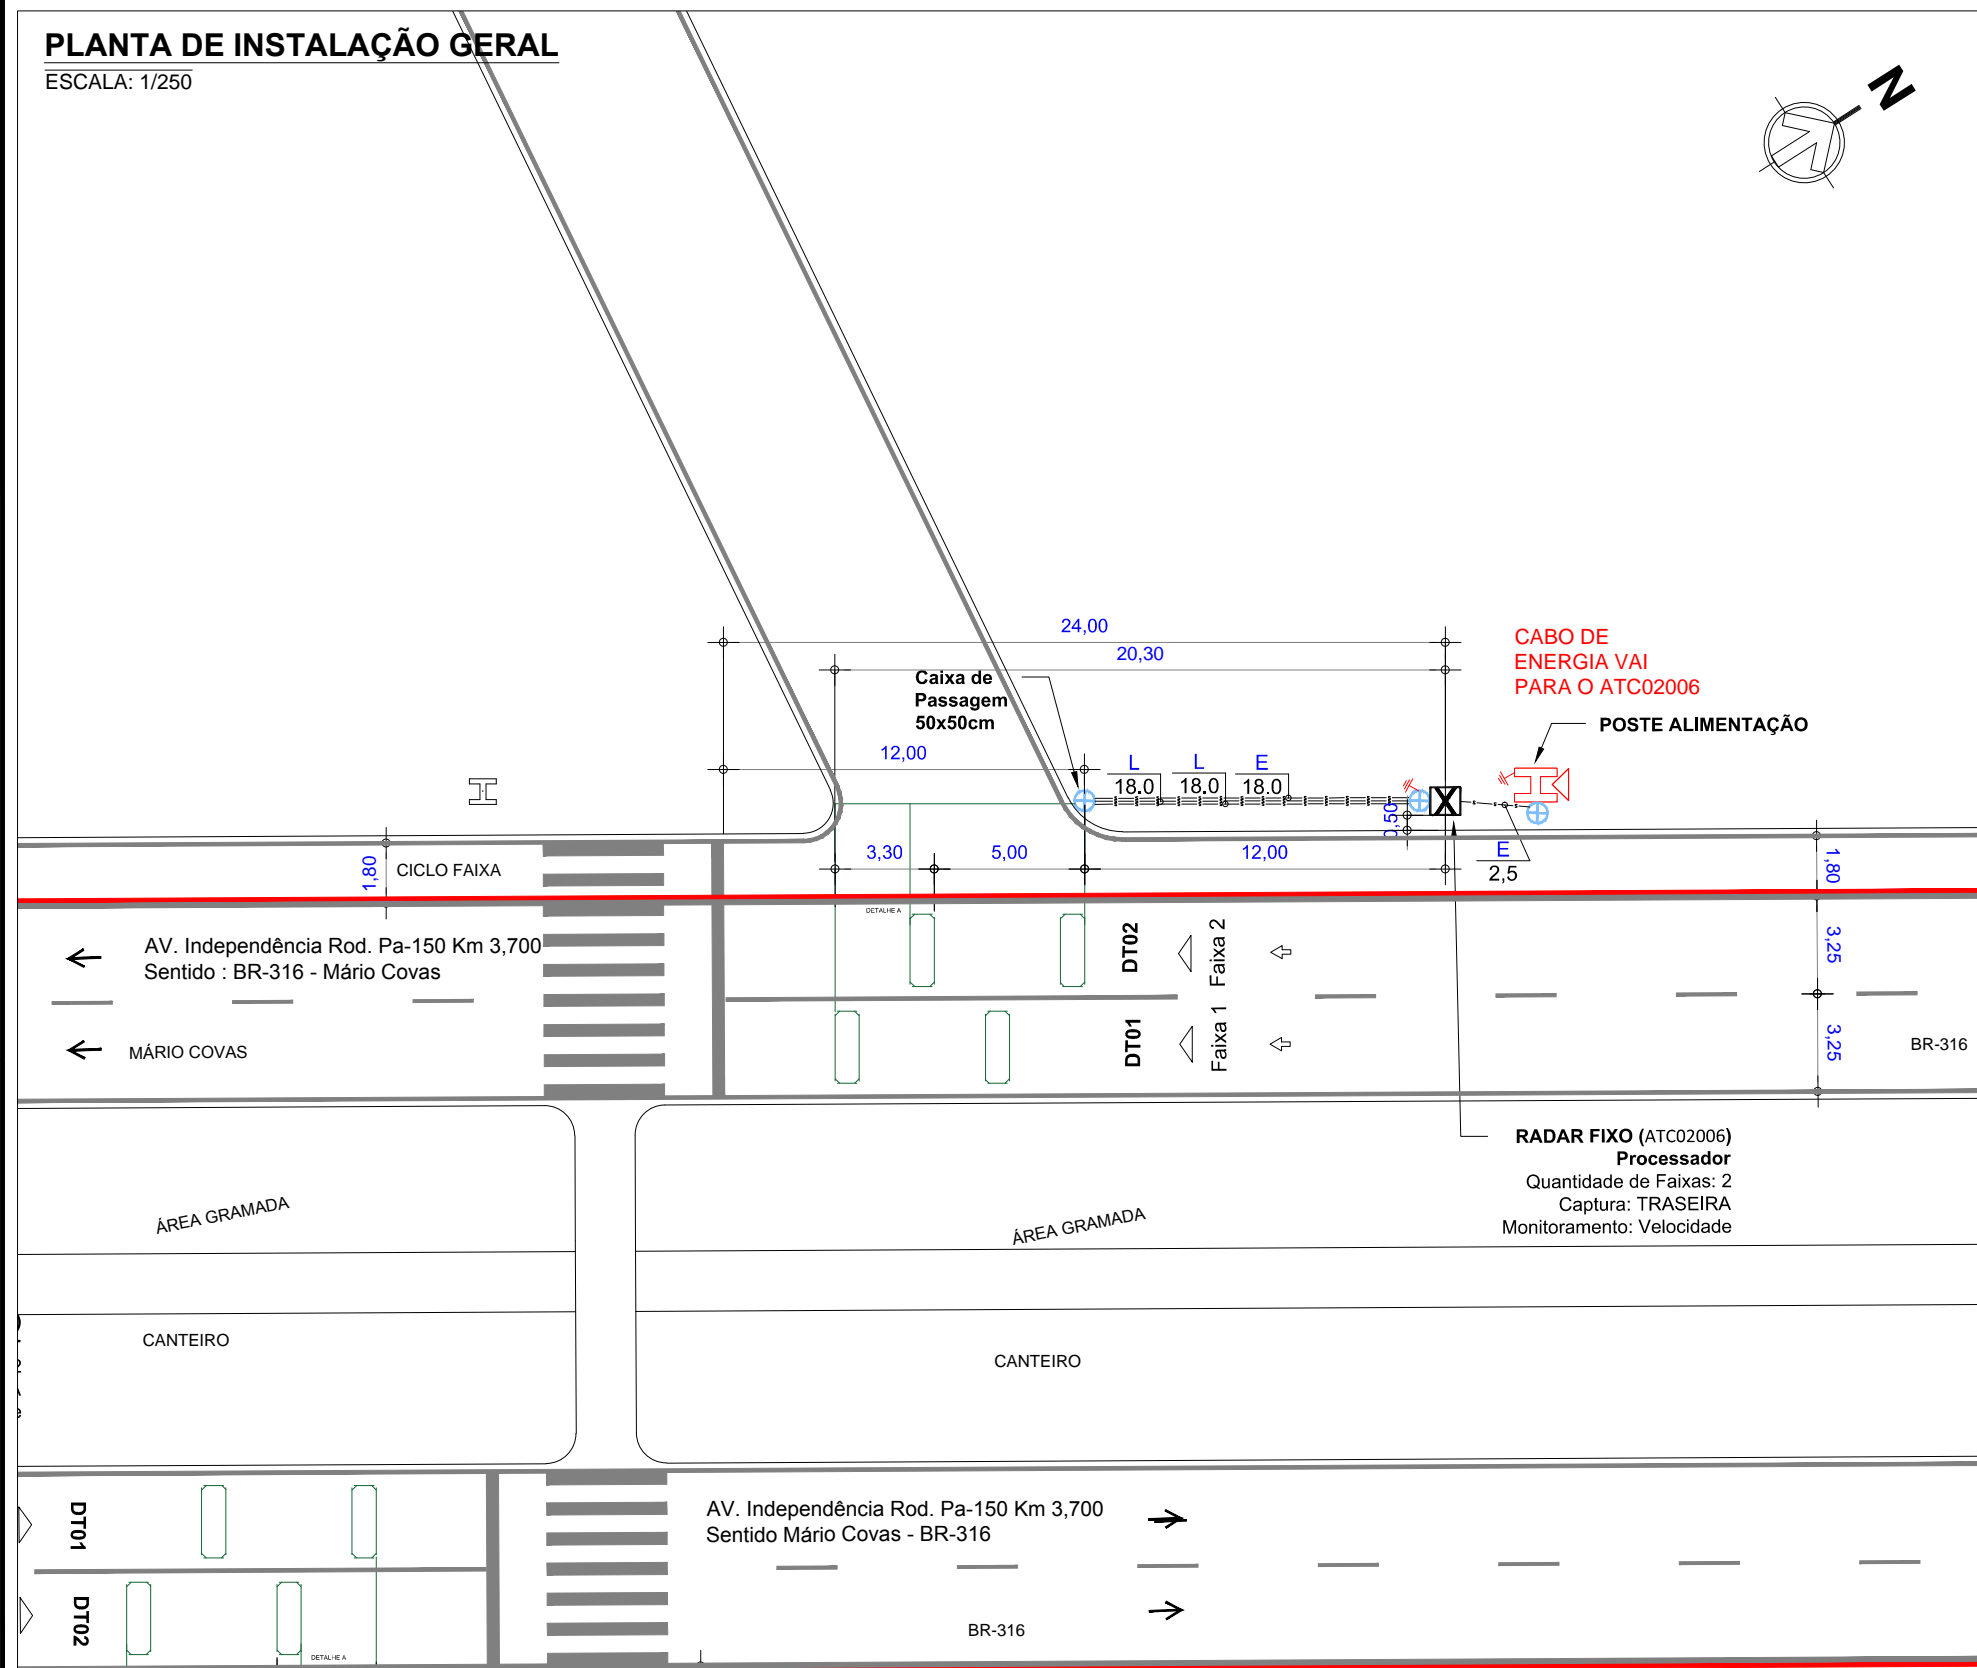 PLANTA DE INSTALAÇÃO GERAL
ESCALA: 1/250
N
24,00
20,30
CABO DE
ENERGIA VAI
PARA O ATC02006
Caixa de
Passagem
50x50cm
POSTE ALIMENTAÇÃO
12,00
L
18.0
L
18.0
E
18.0
X
0,50
3,30
5,00
12,00
E
2,5
1,80
CICLO FAIXA
1,80
DETALHE A
AV. Independência Rod. Pa-150 Km 3,700
Sentido : BR-316 - Mário Covas
DT02
Faixa 2
3,25
MÁRIO COVAS
DT01
Faixa 1
3,25
BR-316
RADAR FIXO (ATC02006)
Processador
Quantidade de Faixas: 2
Captura: TRASEIRA
Monitoramento: Velocidade
ÁREA GRAMADA
ÁREA GRAMADA
CANTEIRO
CANTEIRO
DT01
AV. Independência Rod. Pa-150 Km 3,700
Sentido Mário Covas - BR-316
DT02
BR-316
DETALHE A